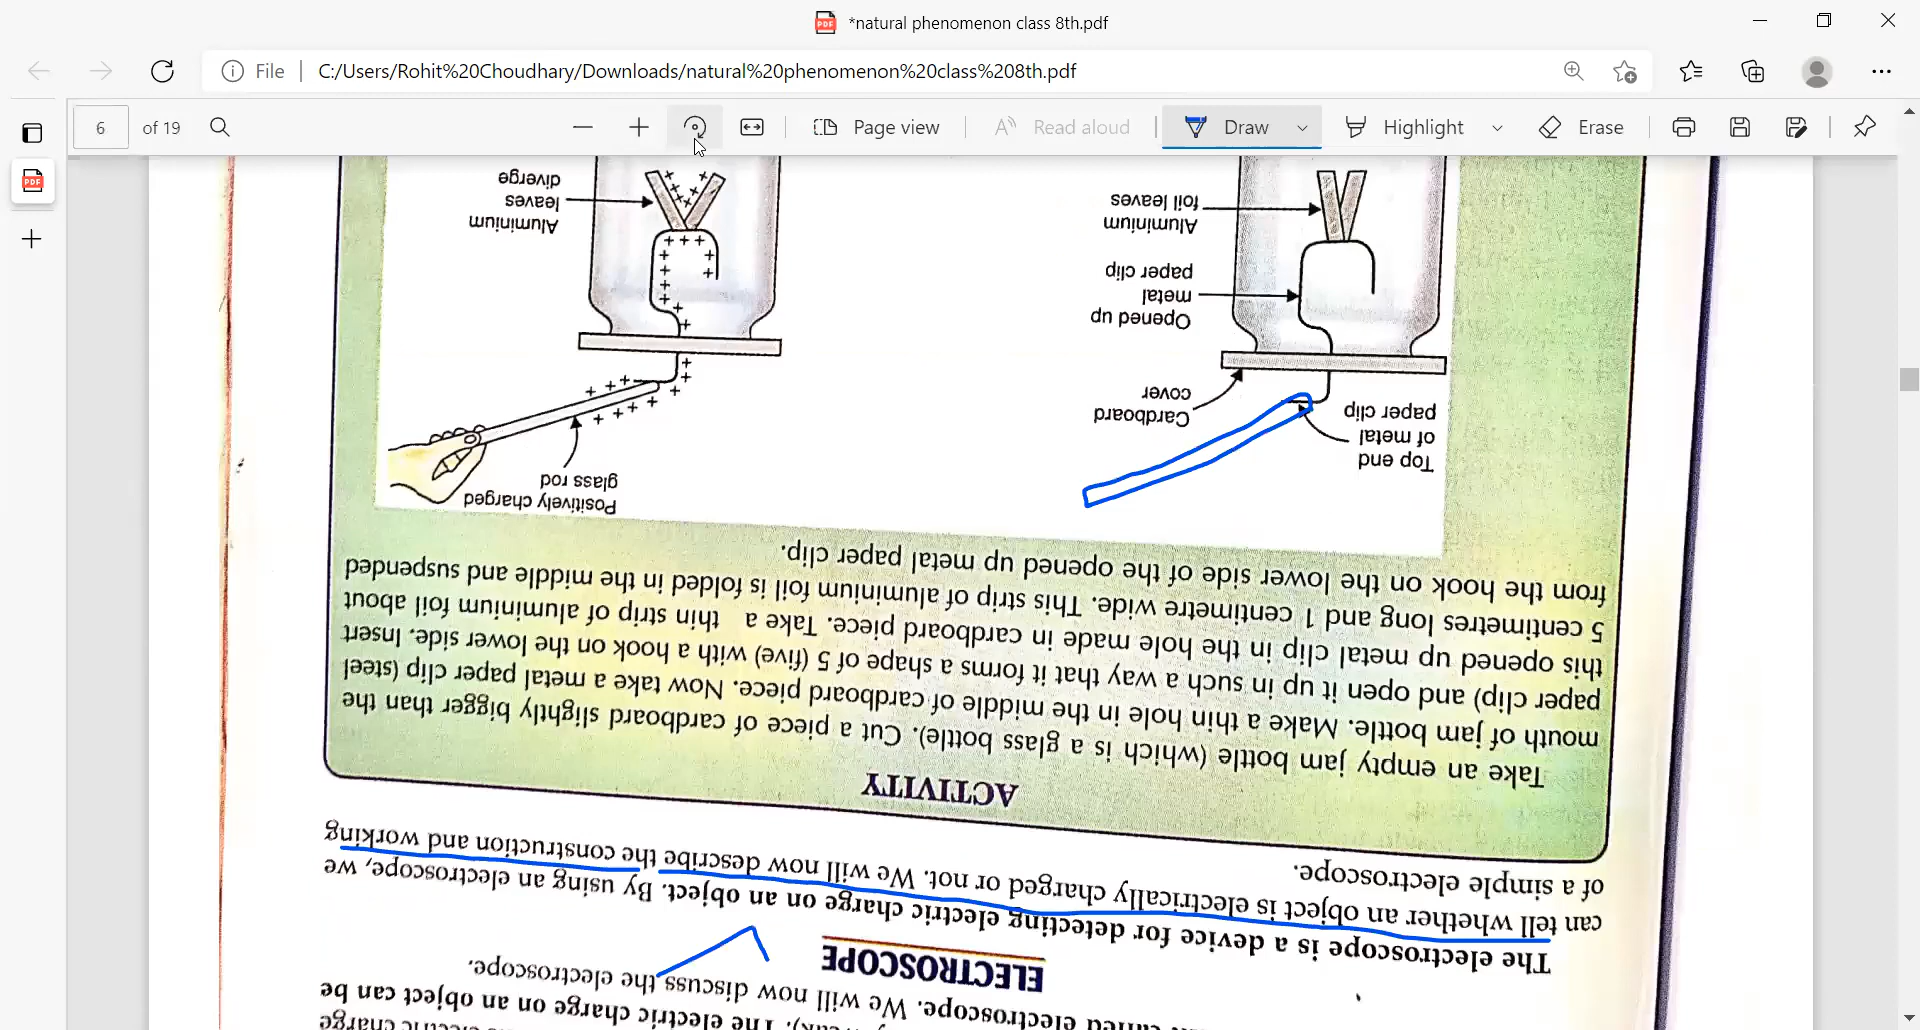 *natural phenomenon class 8th.pdf
File
C:/Users/Rohit%20Choudhary/Downloads/natural%20phenomenon%20class%208th.pdf
6 of 19
Page view
Read aloud
Draw
Highlight
Erase
called electroscope. We will now discuss the electroscope.
ELECTROSCOPE
The electroscope is a device for detecting electric charge on an object. By using an electroscope, we
can tell whether an object is electrically charged or not. We will now describe the construction and working
of a simple electroscope.
ACTIVITY
Take an empty jam bottle (which is a glass bottle). Cut a piece of cardboard slightly bigger than the
mouth of jam bottle. Make a thin hole in the middle of cardboard piece. Now take a metal paper clip (steel
paper clip) and open it up in such a way that it forms a shape of 5 (five) with a hook on the lower side. Insert
this opened up metal clip in the hole made in cardboard piece. Take a thin strip of aluminium foil about
5 centimetres long and 1 centimetre wide. This strip of aluminium foil is folded in the middle and suspended
from the hook on the lower side of the opened up metal paper clip.
Top end
of metal
paper clip
Cardboard
cover
Opened up
metal
paper clip
Aluminium
foil leaves
Positively charged
glass rod
Aluminium
leaves
diverge